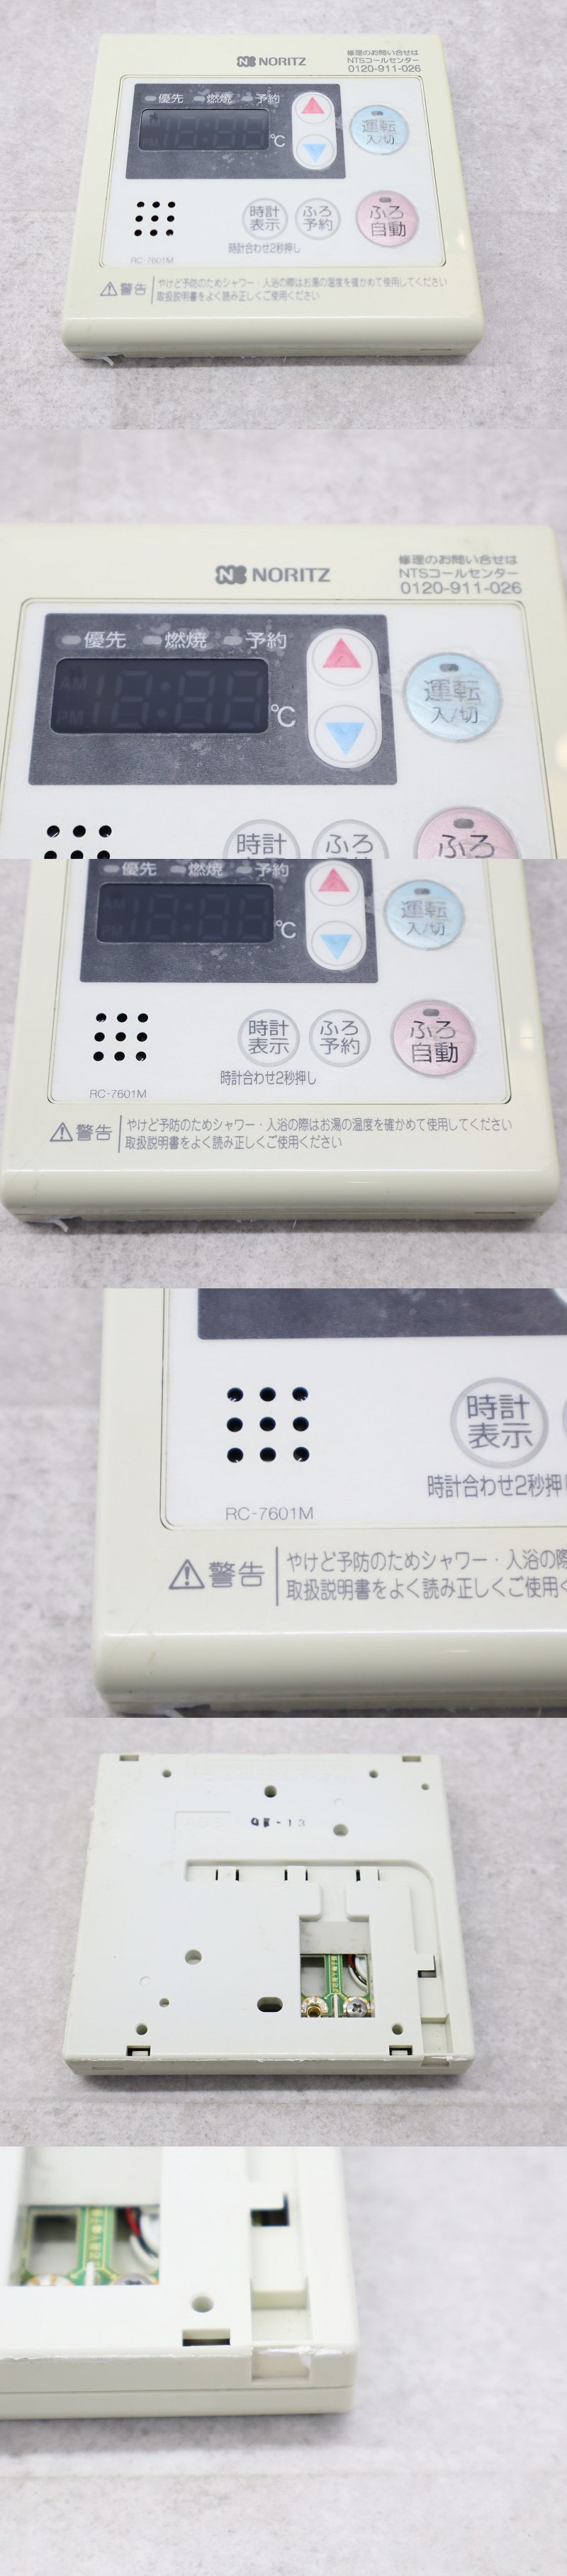 NORITZ
修理のお問い合せは
NTSコールセンター
0120-911-026
優先 燃焼 予約
℃
運転
入/切
時計
表示
ふろ
予約
ふろ
自動
時計合わせ2秒押し
RC-7601M
警告
やけど予防のためシャワー・入浴の際はお湯の温度を確かめて使用してください
取扱説明書をよく読み正しくご使用ください
NORITZ
修理のお問い合せは
NTSコールセンター
0120-911-026
優先 燃焼 予約
AM
PM
℃
運転
入/切
時計
ふろ
ふろ
優先 燃焼 予約
AM
PM
℃
運転
入/切
時計
表示
ふろ
予約
ふろ
自動
時計合わせ2秒押し
RC-7601M
警告
やけど予防のためシャワー・入浴の際はお湯の温度を確かめて使用してください
取扱説明書をよく読み正しくご使用ください
時計
表示
時計合わせ2秒押し
RC-7601M
警告
やけど予防のためシャワー・入浴の際
取扱説明書をよく読み正しくご使用く